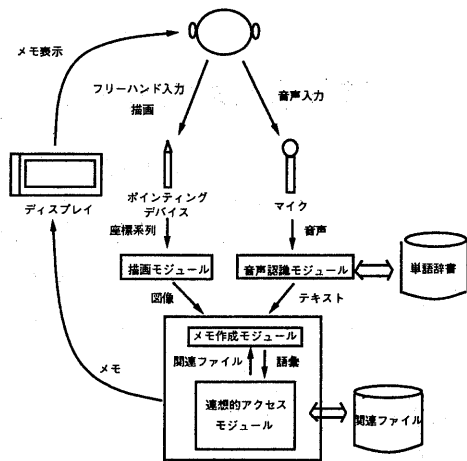 メモ表示
フリーハンド入力
描画
音声入力
ディスプレイ
ポインティング
デバイス
マイク
座標系列
音声
描画モジュール
音声認識モジュール
単語辞書
図像
テキスト
メモ作成モジュール
関連ファイル
語彙
メモ
連想的アクセス
モジュール
関連ファイル